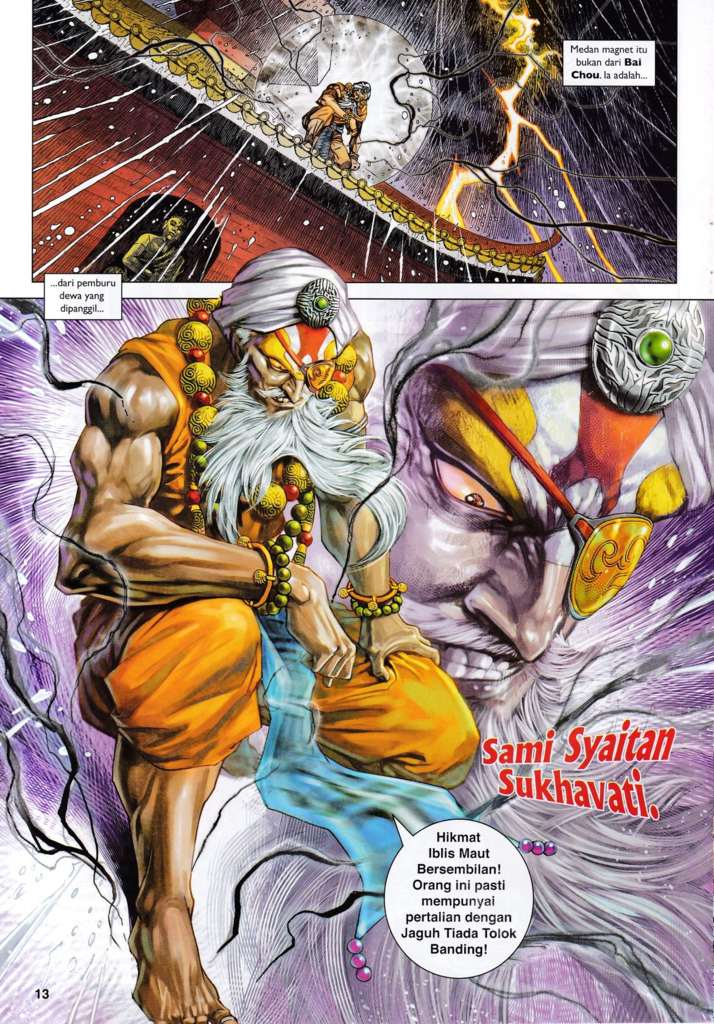 Medan magnet itu
bukan dari Bai
Chou. Ia adalah...
...dari pemburu
dewa yang
dipanggil...
Sami Syaitan
Sukhavati.
Hikmat
Iblis Maut
Bersembilan!
Orang ini pasti
mempunyai
pertalian dengan
Jaguh Tiada Tolok
Banding!
13